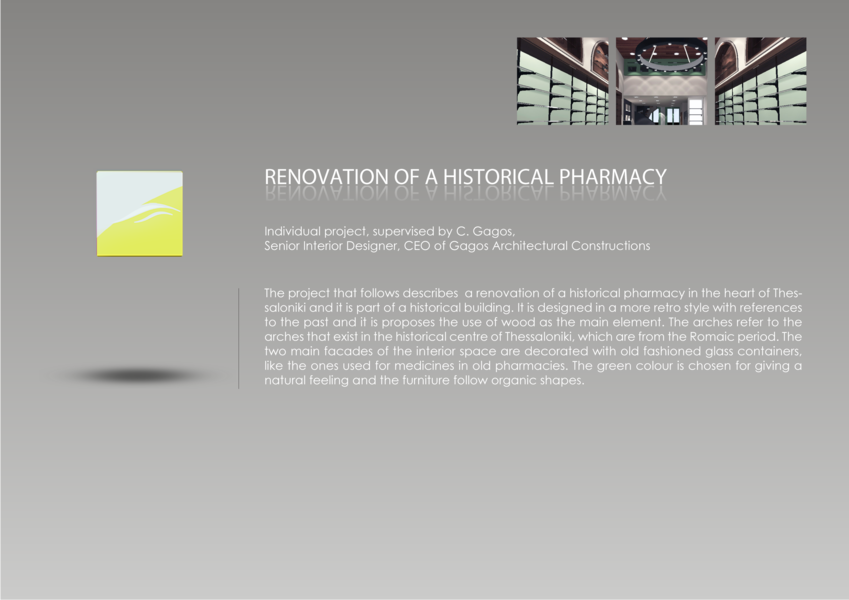 RENOVATION OF A HISTORICAL PHARMACY
Individual project, supervised by C. Gagos,
Senior Interior Designer, CEO of Gagos Architectural Constructions
The project that follows describes  a renovation of a historical pharmacy in the heart of Thes-
saloniki and it is part of a historical building. It is designed in a more retro style with references
to the past and it is proposes the use of wood as the main element. The arches refer to the
arches that exist in the historical centre of Thessaloniki, which are from the Romaic period. The
two main facades of the interior space are decorated with old fashioned glass containers,
like the ones used for medicines in old pharmacies. The green colour is chosen for giving a
natural feeling and the furniture follow organic shapes.